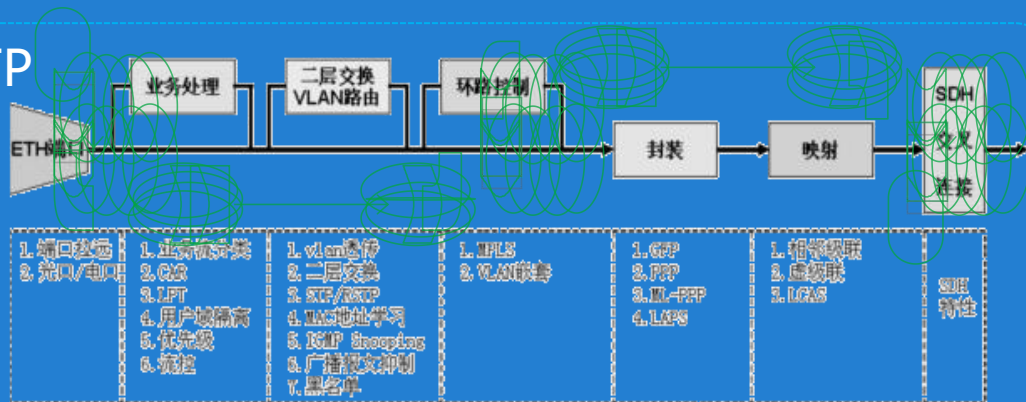 TP
业务处理
二层交换
VLAN路由
环路控制
SDH
交叉
连接
ETH端口
封装
映射
1. 端口拉远
2. 光口/电口
1. 业务流分类
2. CAR
3. LPT
4. 用户域隔离
5. 优先级
6. 流控
1. vlan透传
2. 二层交换
3. STP/RSTP
4. MAC地址学习
5. IGMP Snooping
6. 广播报文抑制
7. 黑名单
1. MPLS
2. VLAN嵌套
1. GFP
2. PPP
3. ML-PPP
4. LAPS
1. 相邻级联
2. 虚级联
3. LCAS
SDH
特性